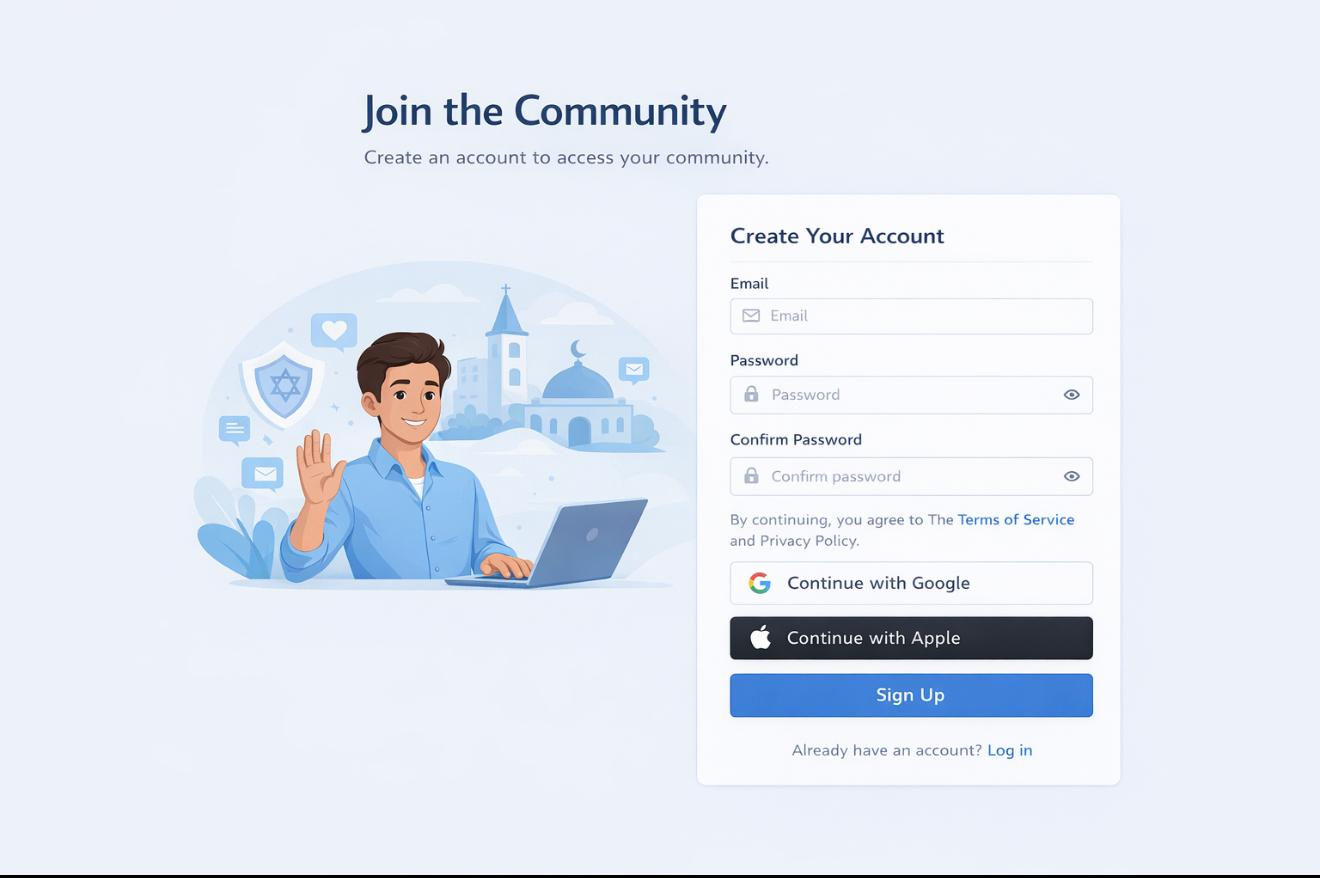 Join the Community
Create an account to access your community.
Create Your Account
Email
Email
Password
Password
Confirm Password
Confirm password
By continuing, you agree to The Terms of Service
and Privacy Policy.
Continue with Google
Continue with Apple
Sign Up
Already have an account? Log in